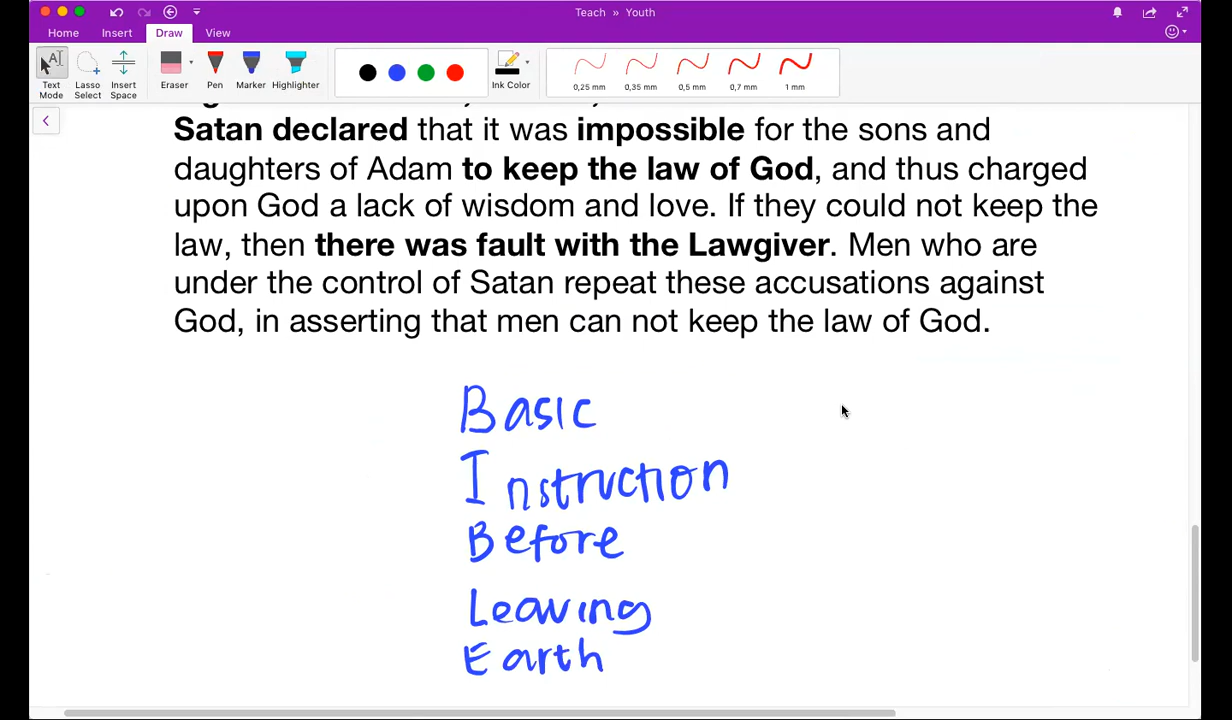 Teach » Youth
Home Insert Draw View
Text Mode
Lasso Select
Insert Space
Eraser
Pen
Marker
Highlighter
Ink Color
0,25 mm 0,35 mm 0,5 mm 0,7 mm 1 mm
Satan declared that it was impossible for the sons and
daughters of Adam to keep the law of God, and thus charged
upon God a lack of wisdom and love. If they could not keep the
law, then there was fault with the Lawgiver. Men who are
under the control of Satan repeat these accusations against
God, in asserting that men can not keep the law of God.
Basic
Instruction
Before
Leaving
Earth